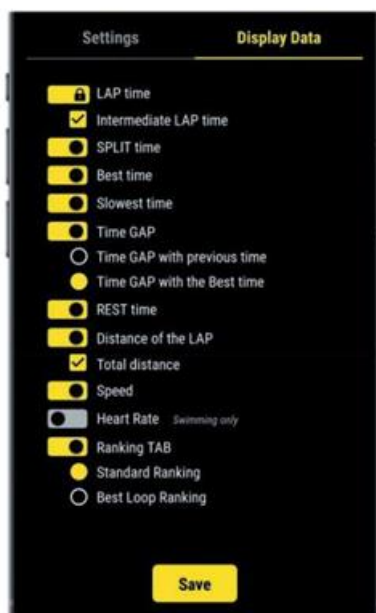 Settings
Display Data
LAP time
Intermediate LAP time
SPLIT time
Best time
Slowest time
Time GAP
Time GAP with previous time
Time GAP with the Best time
REST time
Distance of the LAP
Total distance
Speed
Heart Rate Swimming only
Ranking TAB
Standard Ranking
Best Loop Ranking
Save